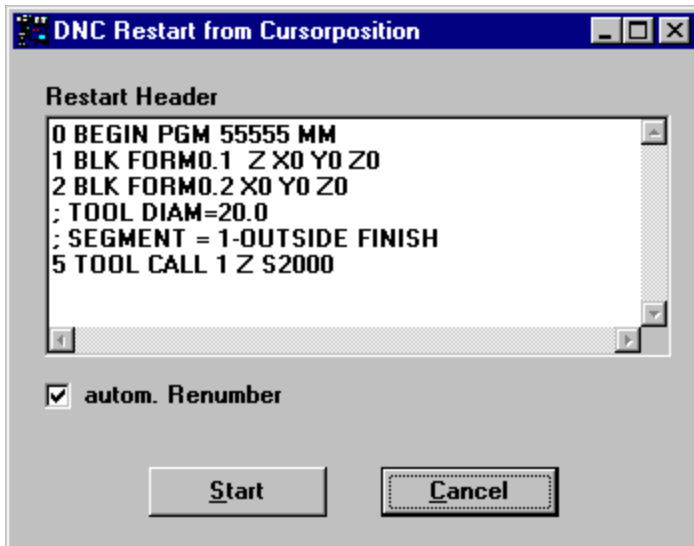 DNC Restart from Cursorposition
Restart Header
0 BEGIN PGM 55555 MM
1 BLK FORM0.1  Z X0 Y0 Z0
2 BLK FORM0.2 X0 Y0 Z0
; TOOL DIAM=20.0
; SEGMENT = 1-OUTSIDE FINISH
5 TOOL CALL 1 Z S2000
autom. Renumber
Start Cancel